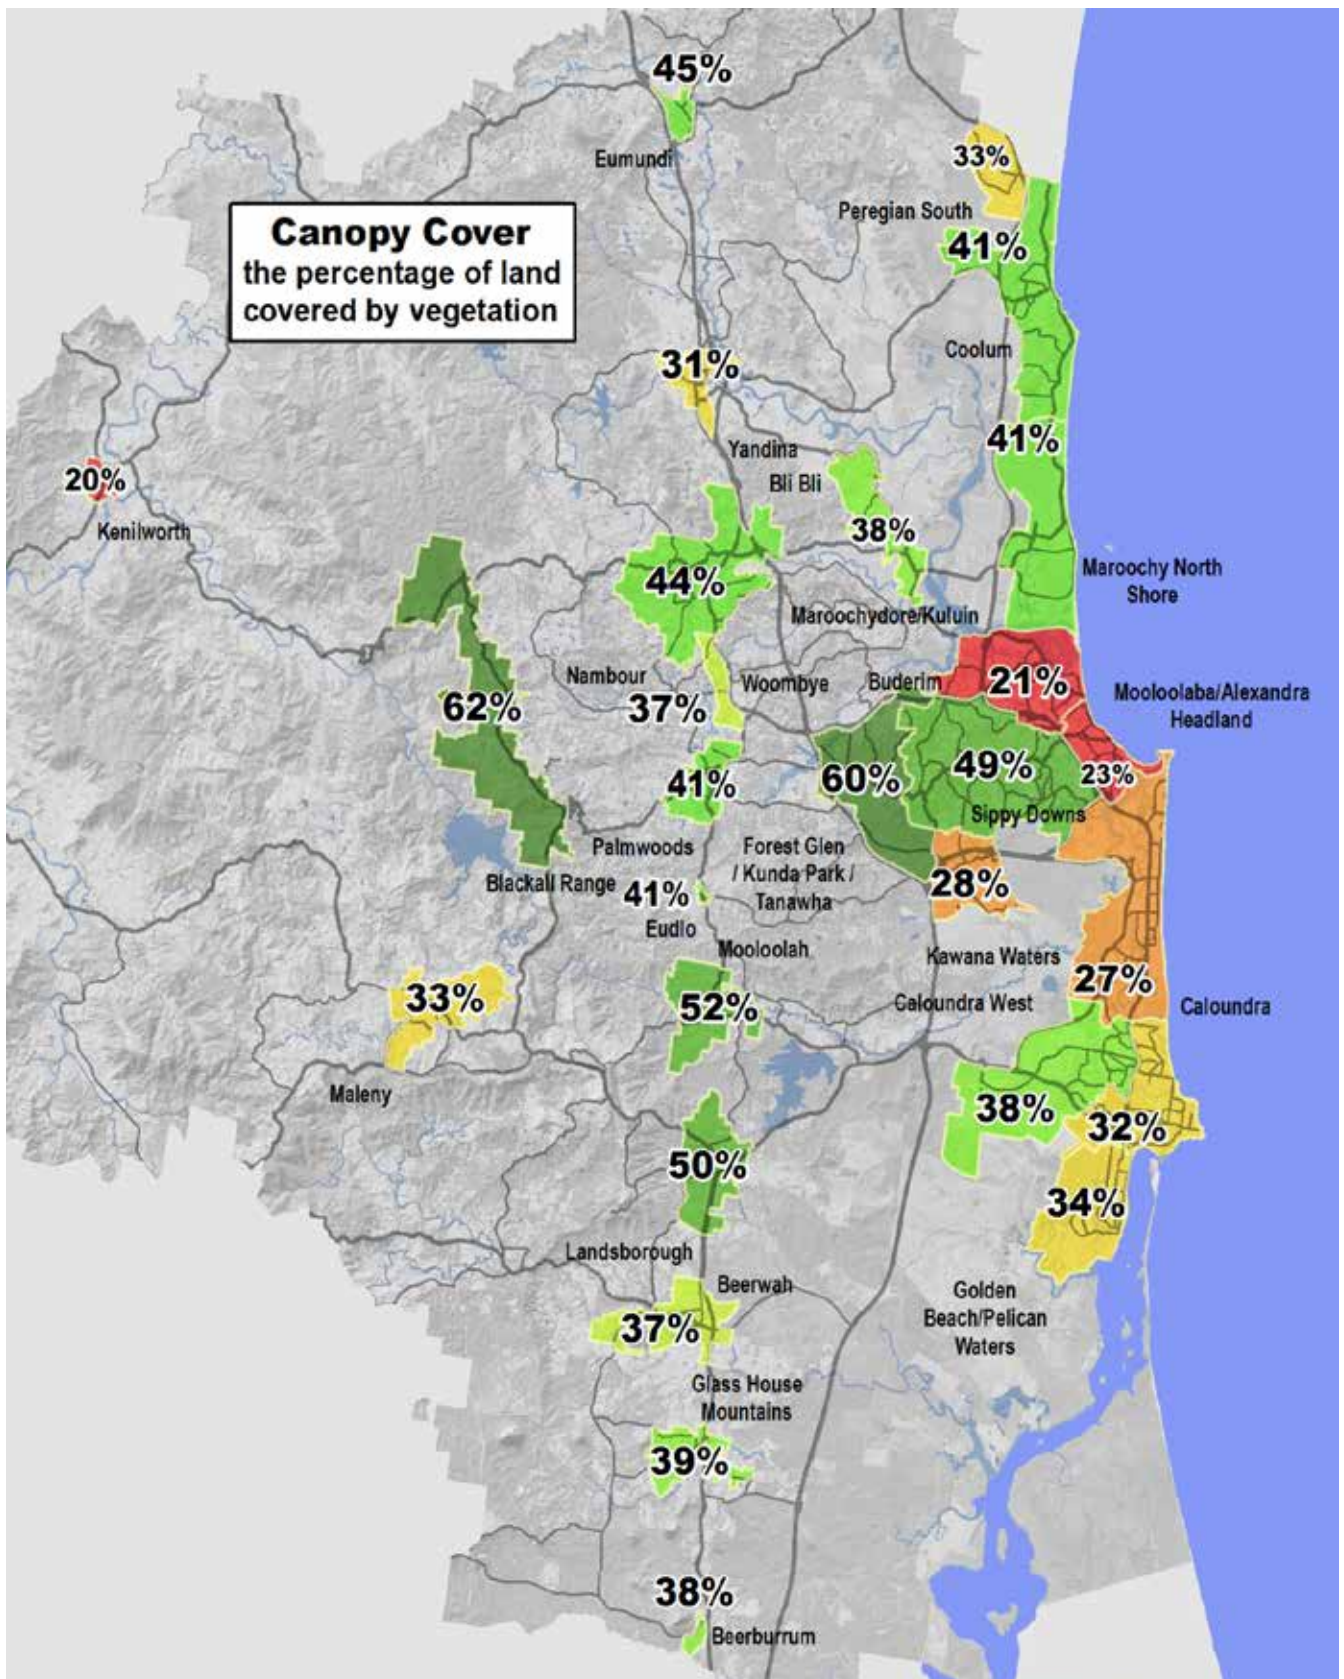 45%
Eumundi
33%
Canopy Cover
the percentage of land
covered by vegetation
Peregian South
41%
Coolum
31%
41%
Yandina
20%
Bli Bli
Kenilworth
38%
44%
Maroochy North
Shore
Maroochydore/Kuluin
Nambour
Woombye
Buderim
21%
Mooloolaba/Alexandra
Headland
62%
37%
60%
49%
23%
41%
Sippy Downs
Palmwoods
Forest Glen
/ Kunda Park /
Tanawha
Blackall Range
41%
28%
Eudlo
Mooloolah
Kawana Waters
33%
27%
52%
Caloundra West
Caloundra
Maleny
38%
32%
50%
34%
Landsborough
Beerwah
Golden
Beach/Pelican
Waters
37%
Glass House
Mountains
39%
38%
Beerburrum